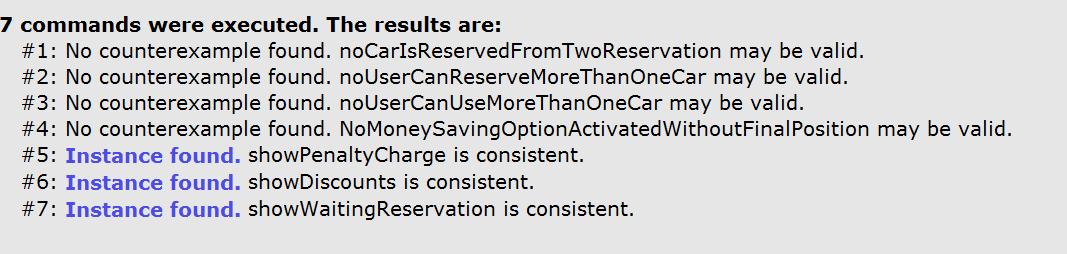 7 commands were executed. The results are:
#1: No counterexample found. noCarIsReservedFromTwoReservation may be valid.
#2: No counterexample found. noUserCanReserveMoreThanOneCar may be valid.
#3: No counterexample found. noUserCanUseMoreThanOneCar may be valid.
#4: No counterexample found. NoMoneySavingOptionActivatedWithoutFinalPosition may be valid.
#5: Instance found. showPenaltyCharge is consistent.
#6: Instance found. showDiscounts is consistent.
#7: Instance found. showWaitingReservation is consistent.